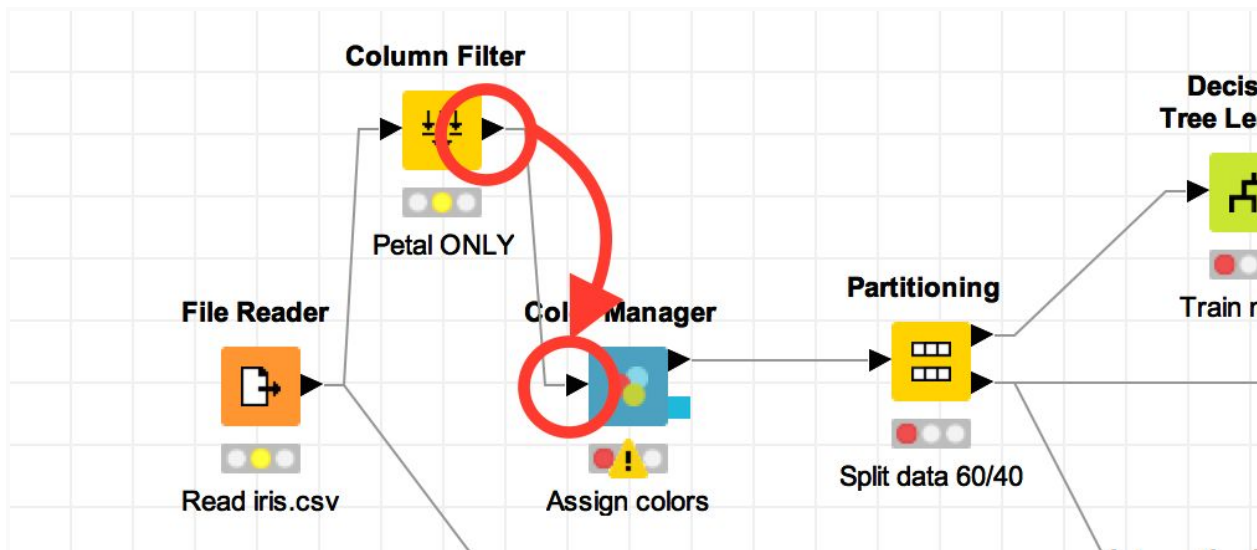 Column Filter
Decis
Tree Le
Petal ONLY
File Reader
Manager
Partitioning
Train
Read iris.csv
Assign colors
Split data 60/40